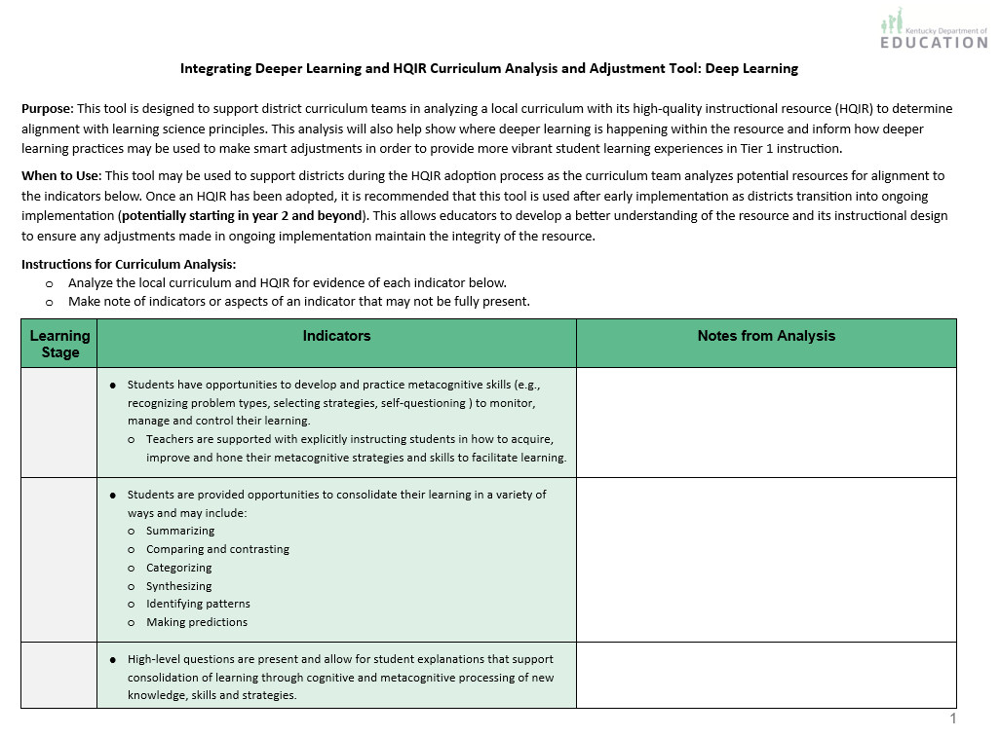 Kentucky Department of
EDUCATION
Integrating Deeper Learning and HQIR Curriculum Analysis and Adjustment Tool: Deep Learning
Purpose: This tool is designed to support district curriculum teams in analyzing a local curriculum with its high-quality instructional resource (HQIR) to determine
alignment with learning science principles. This analysis will also help show where deeper learning is happening within the resource and inform how deeper
learning practices may be used to make smart adjustments in order to provide more vibrant student learning experiences in Tier 1 instruction.
When to Use: This tool may be used to support districts during the HQIR adoption process as the curriculum team analyzes potential resources for alignment to
the indicators below. Once an HQIR has been adopted, it is recommended that this tool is used after early implementation as districts transition into ongoing
implementation (potentially starting in year 2 and beyond). This allows educators to develop a better understanding of the resource and its instructional design
to ensure any adjustments made in ongoing implementation maintain the integrity of the resource.
Instructions for Curriculum Analysis:
o Analyze the local curriculum and HQIR for evidence of each indicator below.
o Make note of indicators or aspects of an indicator that may not be fully present.
Learning
Stage
Indicators
Notes from Analysis
● Students have opportunities to develop and practice metacognitive skills (e.g.,
recognizing problem types, selecting strategies, self-questioning ) to monitor,
manage and control their learning.
o Teachers are supported with explicitly instructing students in how to acquire,
improve and hone their metacognitive strategies and skills to facilitate learning.
● Students are provided opportunities to consolidate their learning in a variety of
ways and may include:
o Summarizing
o Comparing and contrasting
o Categorizing
o Synthesizing
o Identifying patterns
o Making predictions
● High-level questions are present and allow for student explanations that support
consolidation of learning through cognitive and metacognitive processing of new
knowledge, skills and strategies.
1